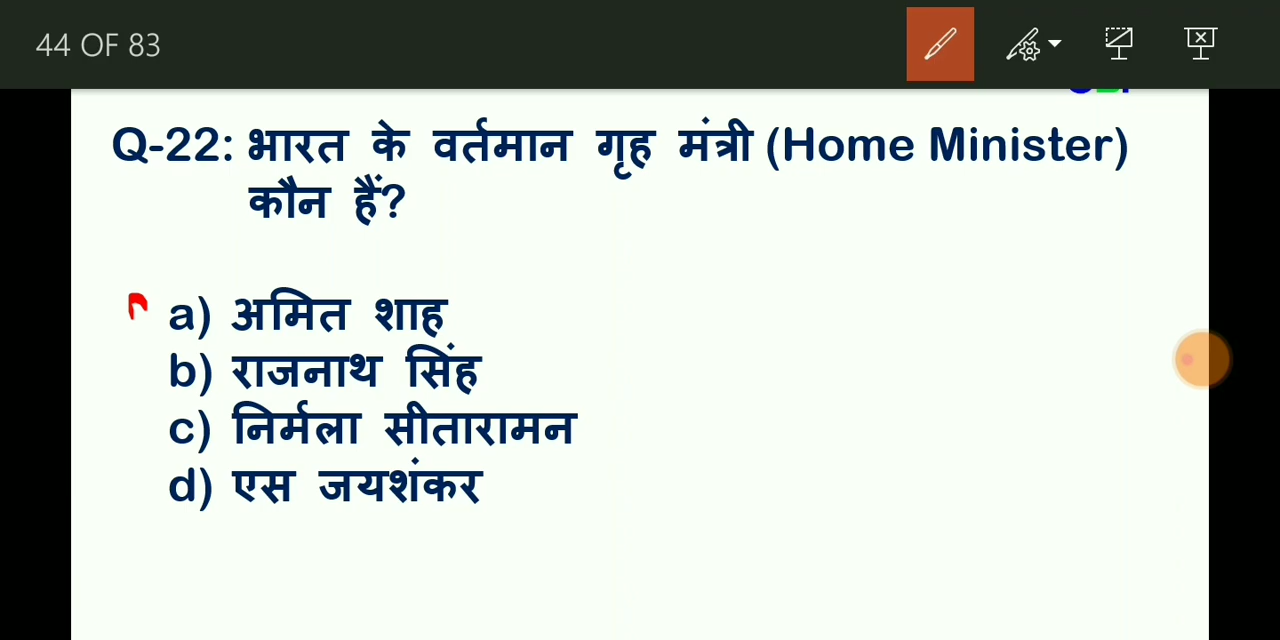 44 OF 83
Q-22: भारत के वर्तमान गृह मंत्री (Home Minister)
कौन हैं?
a) अमित शाह
b) राजनाथ सिंह
c) निर्मला सीतारामन
d) एस जयशंकर